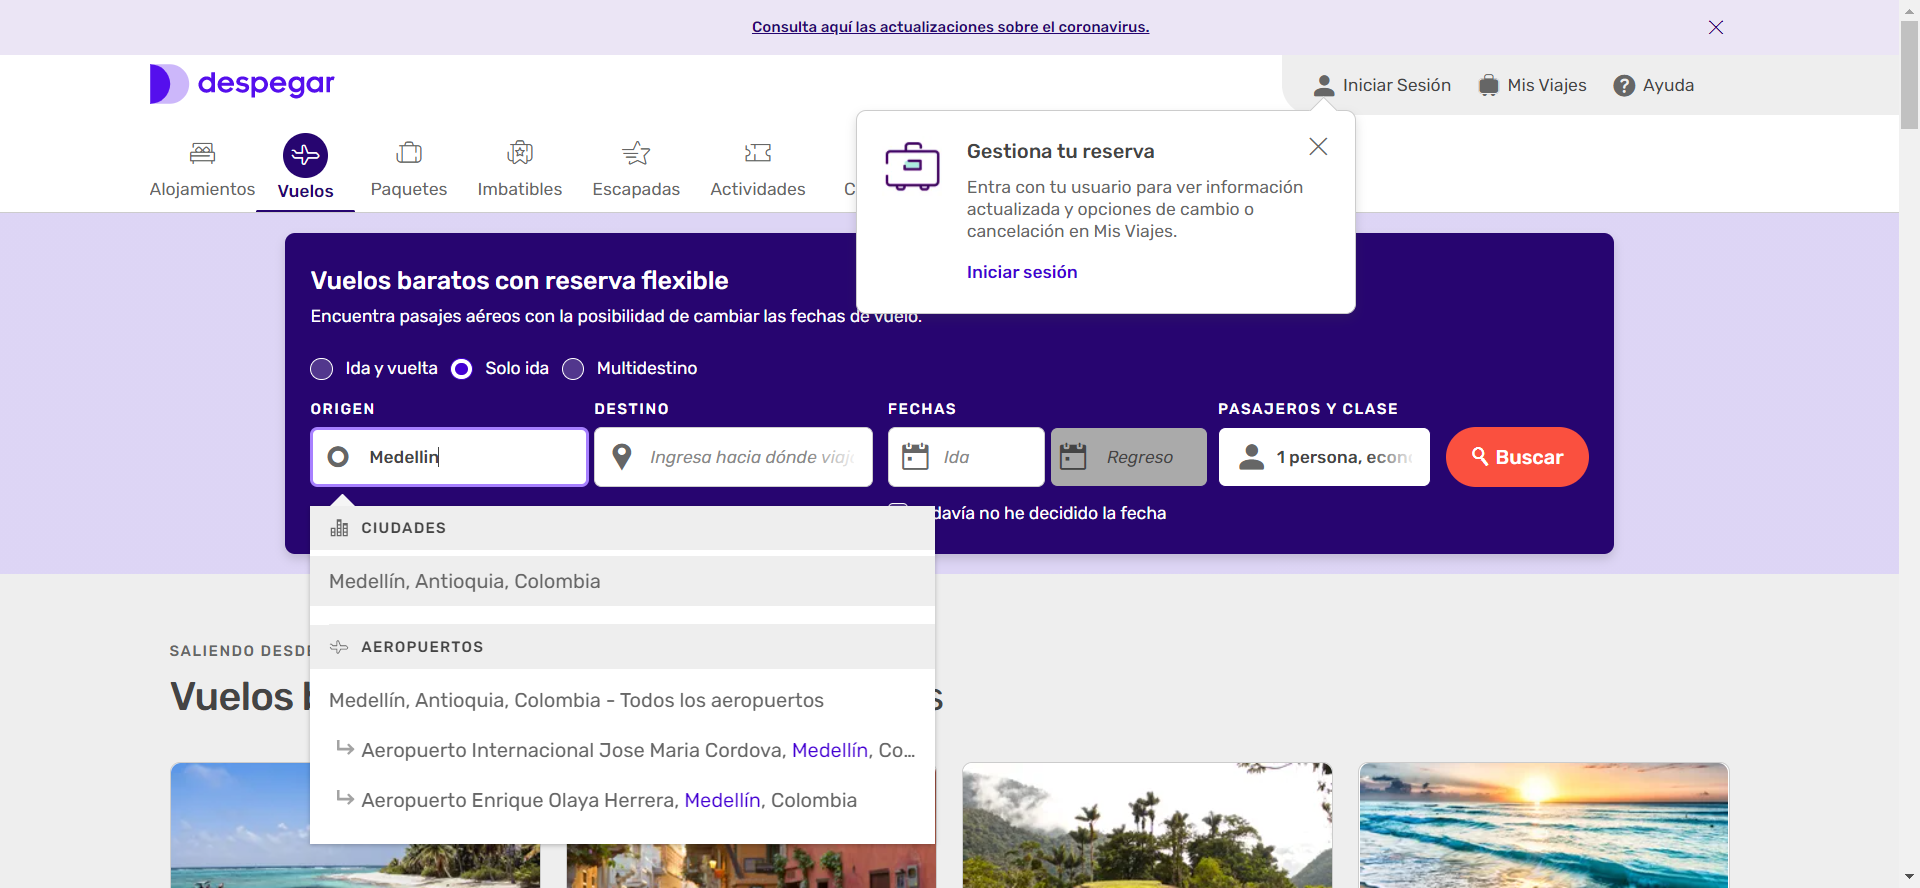 Consulta aquí las actualizaciones sobre el coronavirus.
despegar
Iniciar Sesión
Mis Viajes
Ayuda
Alojamientos
Vuelos
Paquetes
Imbatibles
Escapadas
Actividades
C
Gestiona tu reserva
Entra con tu usuario para ver información
actualizada y opciones de cambio o
cancelación en Mis Viajes.
Iniciar sesión
Vuelos baratos con reserva flexible
Encuentra pasajes aéreos con la posibilidad de cambiar las fechas de vuelo.
Ida y vuelta
Solo ida
Multidestino
ORIGEN
DESTINO
FECHAS
PASAJEROS Y CLASE
Medellin
Ingresa hacia dónde viaj
Ida
Regreso
1 persona, econ
Buscar
davía no he decidido la fecha
CIUDADES
Medellín, Antioquia, Colombia
AEROPUERTOS
Medellín, Antioquia, Colombia - Todos los aeropuertos
Aeropuerto Internacional Jose Maria Cordova, Medellín, Co...
Aeropuerto Enrique Olaya Herrera, Medellín, Colombia
SALIENDO DESDE
Vuelos b
s